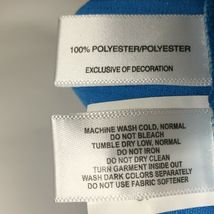 100% POLYESTER/POLYESTER
EXCLUSIVE OF DECORATION
MACHINE WASH COLD, NORMAL
DO NOT BLEACH
TUMBLE DRY LOW, NORMAL
DO NOT IRON
DO NOT DRY CLEAN
TURN GARMENT INSIDE OUT
WASH DARK COLORS SEPARATELY
DO NOT USE FABRIC SOFTENER